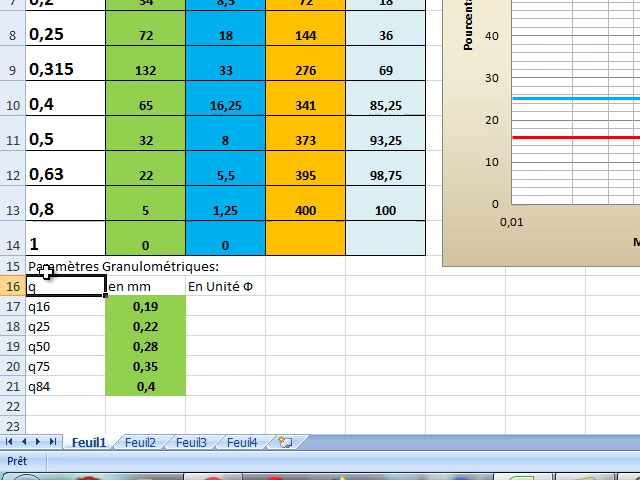 7 0,2 34 8,5 72 18
8 0,25 72 18 144 36
9 0,315 132 33 276 69
10 0,4 65 16,25 341 85,25
11 0,5 32 8 373 93,25
12 0,63 22 5,5 395 98,75
13 0,8 5 1,25 400 100
14 1 0 0
15 Paramètres Granulométriques:
16 q en mm En Unité Φ
17 q16 0,19
18 q25 0,22
19 q50 0,28
20 q75 0,35
21 q84 0,4
22
23
Pourcenta
40
30
20
10
0
0,01
M
Feuil1 Feuil2 Feuil3 Feuil4
Prêt